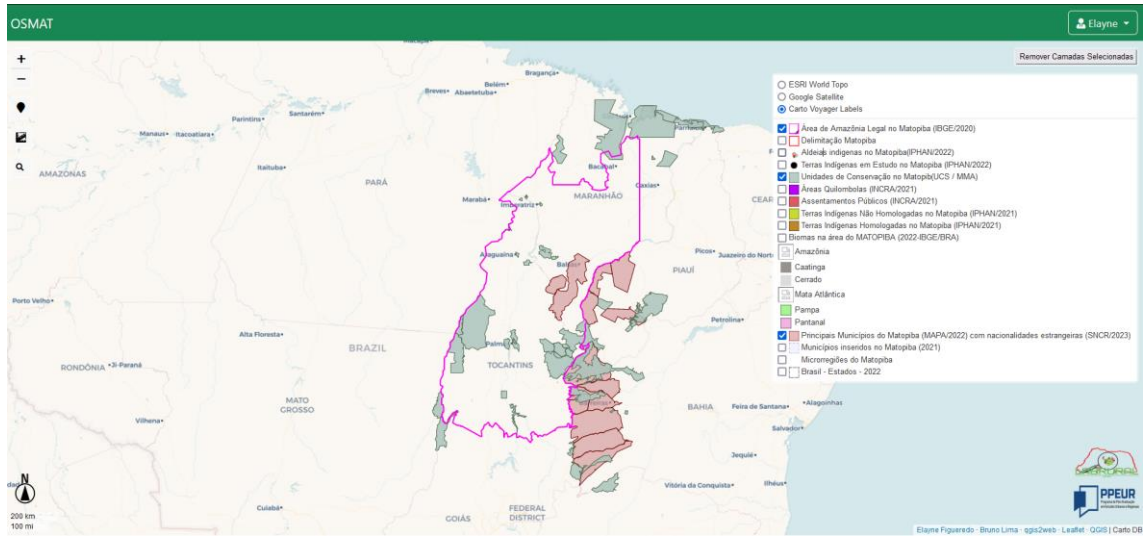 OSMAT
Elayne
Remover Camadas Selecionadas
+
−
ESRI World Topo
Google Satellite
Carto Voyager Labels
Área de Amazônia Legal no Matopiba (IBGE/2020)
Delimitação Matopiba
Aldeias indígenas no Matopiba(IPHAN/2022)
Terras Indígenas em Estudo no Matopiba (IPHAN/2022)
Unidades de Conservação no Matopib(UCS / MMA)
Áreas Quilombolas (INCRA/2021)
Assentamentos Públicos (INCRA/2021)
Terras Indígenas Não Homologadas no Matopiba (IPHAN/2021)
Terras Indígenas Homologadas no Matopiba (IPHAN/2021)
Biomas na área do MATOPIBA (2022-IBGE/BRA)
Amazônia
Caatinga
Cerrado
Mata Atlântica
Pampa
Pantanal
Principais Municípios do Matopiba (MAPA/2022) com nacionalidades estrangeiras (SNCR/2023)
Municípios inseridos no Matopiba (2021)
Microrregiões do Matopiba
Brasil - Estados - 2022
Bragança
Belém
Breves
Abaetetuba
Santarém
Parintins
Manaus
Itacoatiara
AMAZONAS
Itaituba
PARÁ
Bacabal
Caxias
Marabá
Imperatriz
MARANHÃO
CEAR
Araguaína
Balsas
Picos
Juazeiro do Nort
PIAUÍ
Porto Velho
Petrolina
Alta Floresta
BRAZIL
Palm
TOCANTINS
RONDÔNIA
Ji-Paraná
MATO
GROSSO
BAHIA
Feira de Santana
Alagoinhas
Vilhena
Salvador
Jequié
Vitória da Conquista
Ilhéus
Cuiabá
GOIÁS
FEDERAL
DISTRICT
N
200 km
100 mi
PPEUR
Elayne Figueredo - Bruno Lima - qgis2web - Leaflet - QGIS | Carto DB